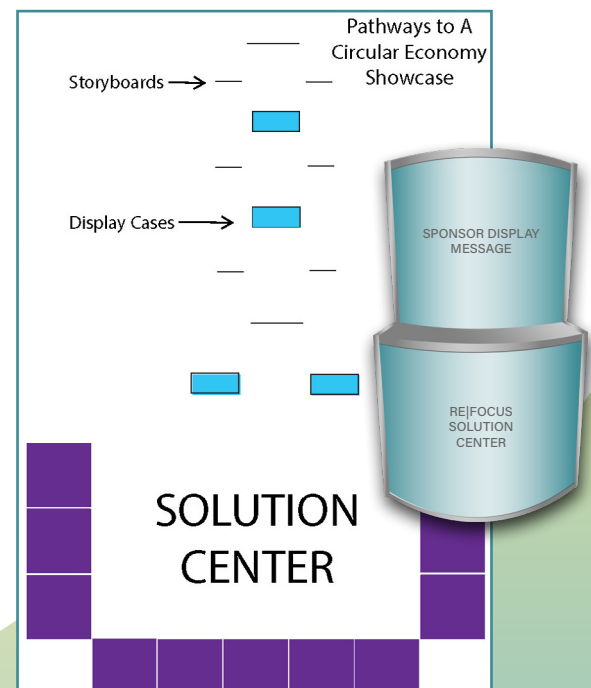 Pathways to A
Circular Economy
Showcase
Storyboards
Display Cases
SPONSOR DISPLAY
MESSAGE
RE|FOCUS
SOLUTION
CENTER
SOLUTION
CENTER